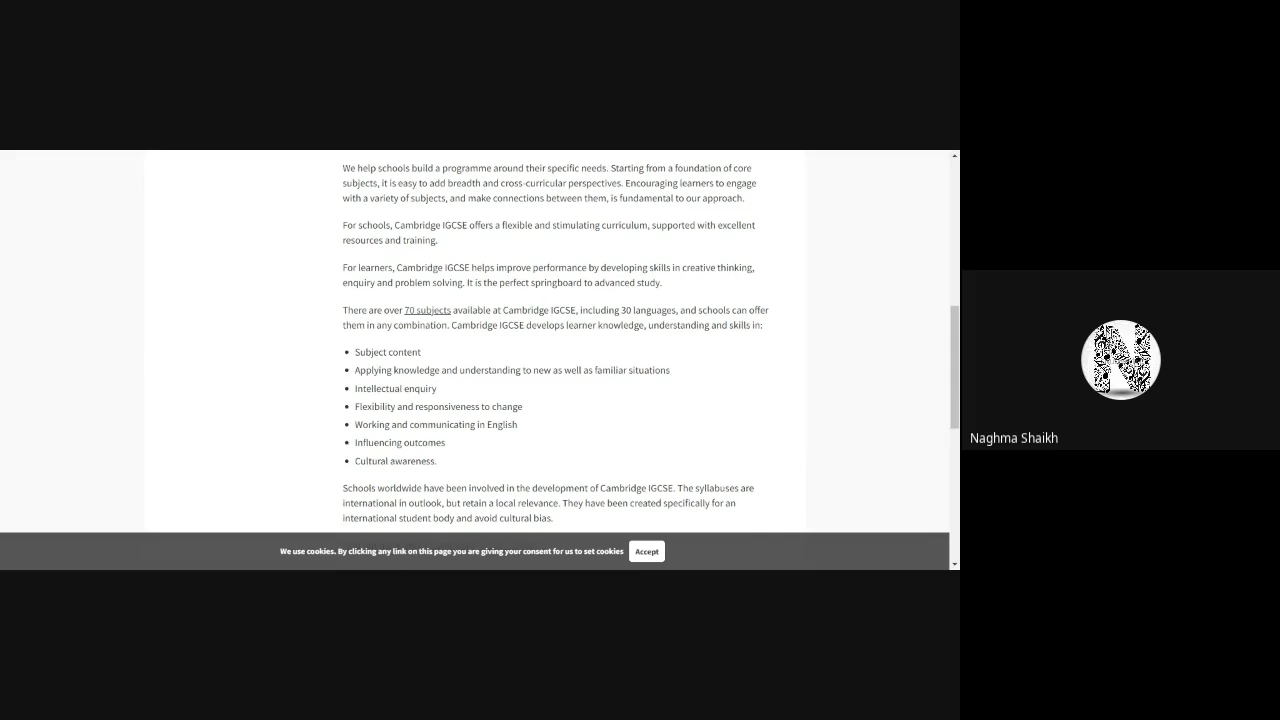 We help schools build a programme around their specific needs. Starting from a foundation of core
subjects, it is easy to add breadth and cross-curricular perspectives. Encouraging learners to engage
with a variety of subjects, and make connections between them, is fundamental to our approach.
For schools, Cambridge IGCSE offers a flexible and stimulating curriculum, supported with excellent
resources and training.
For learners, Cambridge IGCSE helps improve performance by developing skills in creative thinking,
enquiry and problem solving. It is the perfect springboard to advanced study.
There are over 70 subjects available at Cambridge IGCSE, including 30 languages, and schools can offer
them in any combination. Cambridge IGCSE develops learner knowledge, understanding and skills in:
• Subject content
• Applying knowledge and understanding to new as well as familiar situations
• Intellectual enquiry
• Flexibility and responsiveness to change
• Working and communicating in English
• Influencing outcomes
• Cultural awareness.
Schools worldwide have been involved in the development of Cambridge IGCSE. The syllabuses are
international in outlook, but retain a local relevance. They have been created specifically for an
international student body and avoid cultural bias.
We use cookies. By clicking any link on this page you are giving your consent for us to set cookies
Accept
N
Naghma Shaikh